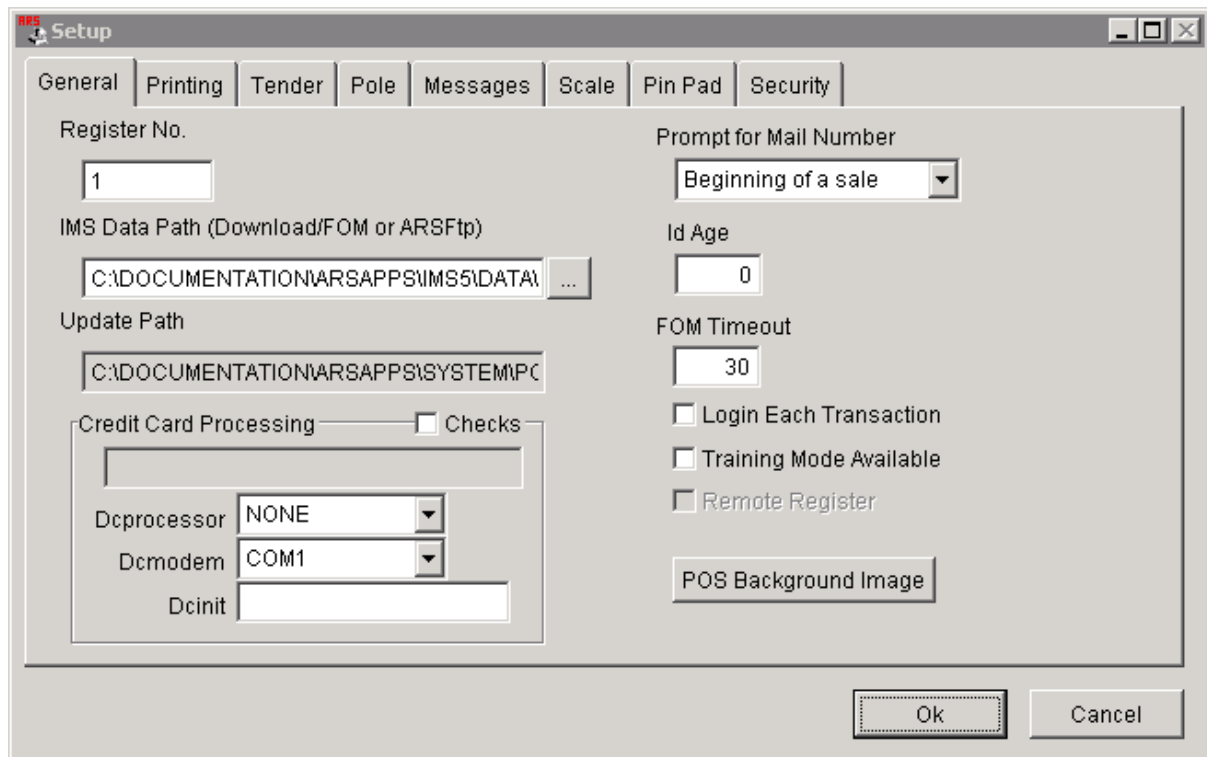 ARS
Setup
General Printing Tender Pole Messages Scale Pin Pad Security
Register No.
1
IMS Data Path (Download/FOM or ARSFtp)
C:\DOCUMENTATION\ARSAPPS\IMS5\DATA\ ...
Update Path
C:\DOCUMENTATION\ARSAPPS\SYSTEM\PO
Credit Card Processing Checks
Dcprocessor NONE
Dcmodem COM1
Dcinit
Prompt for Mail Number
Beginning of a sale
Id Age
0
FOM Timeout
30
Login Each Transaction
Training Mode Available
Remote Register
POS Background Image
Ok Cancel